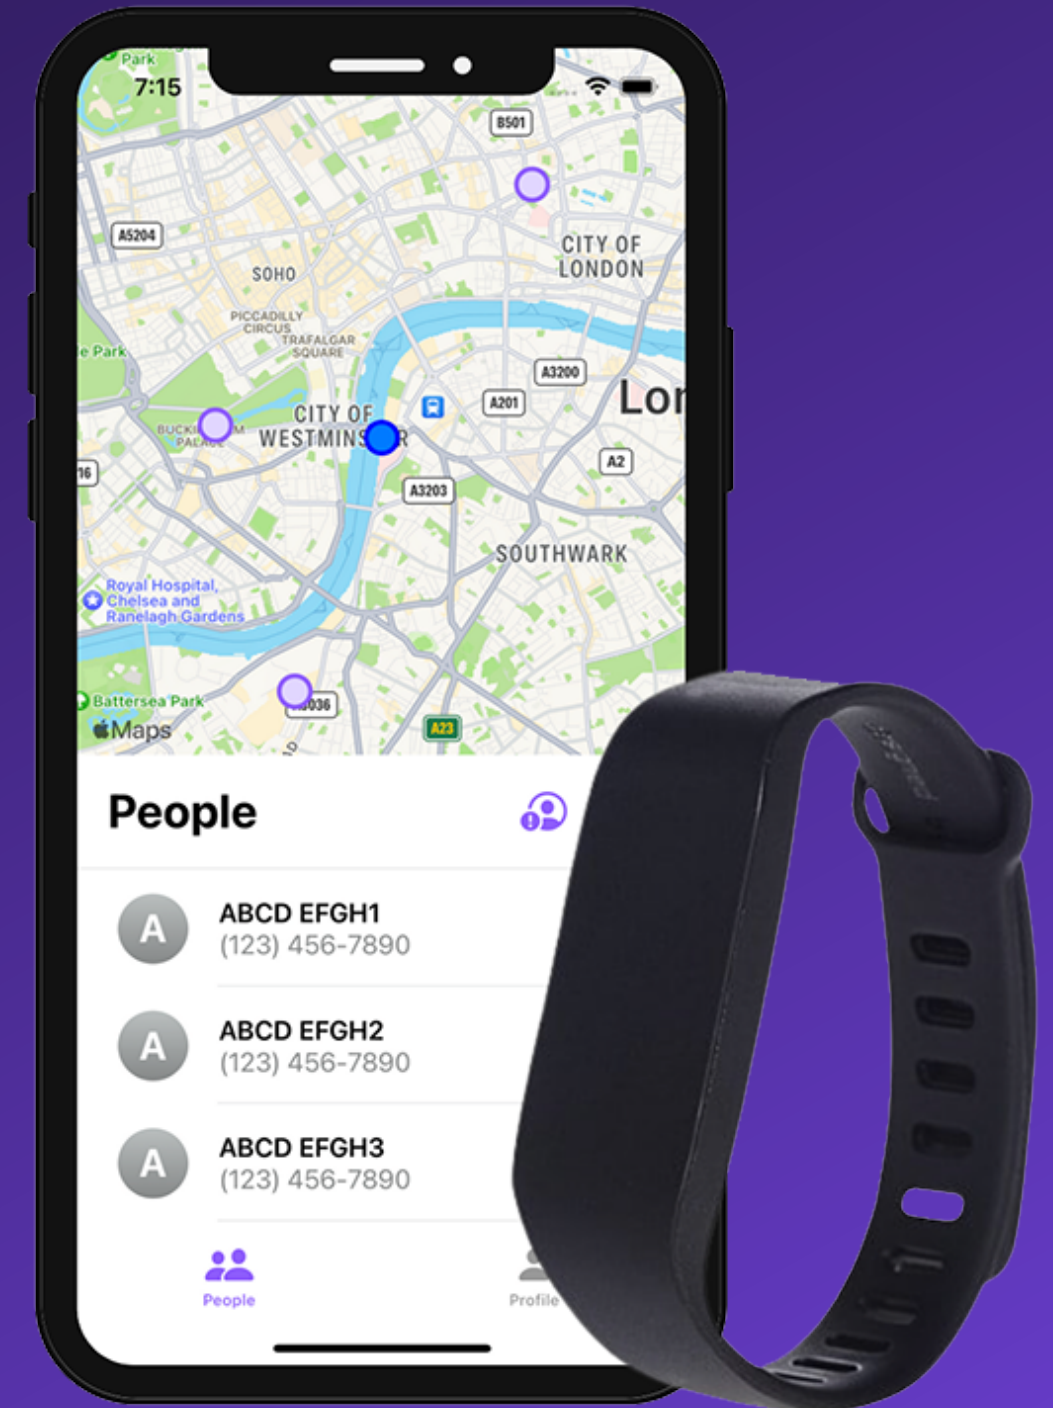 Park
7:15
B501
CITY OF
LONDON
A5204
SOHO
PICCADILLY
CIRCUS
TRAFALGAR
SQUARE
Park
A3200
A201
CITY OF
A2
16
A3203
SOUTHWARK
Royal Hospital,
Chelsea and
Ranelagh Gardens
Battersea Park
036
Maps
A23
People
A
ABCD EFGH1
(123) 456-7890
A
ABCD EFGH2
(123) 456-7890
A
ABCD EFGH3
(123) 456-7890
People
Profile